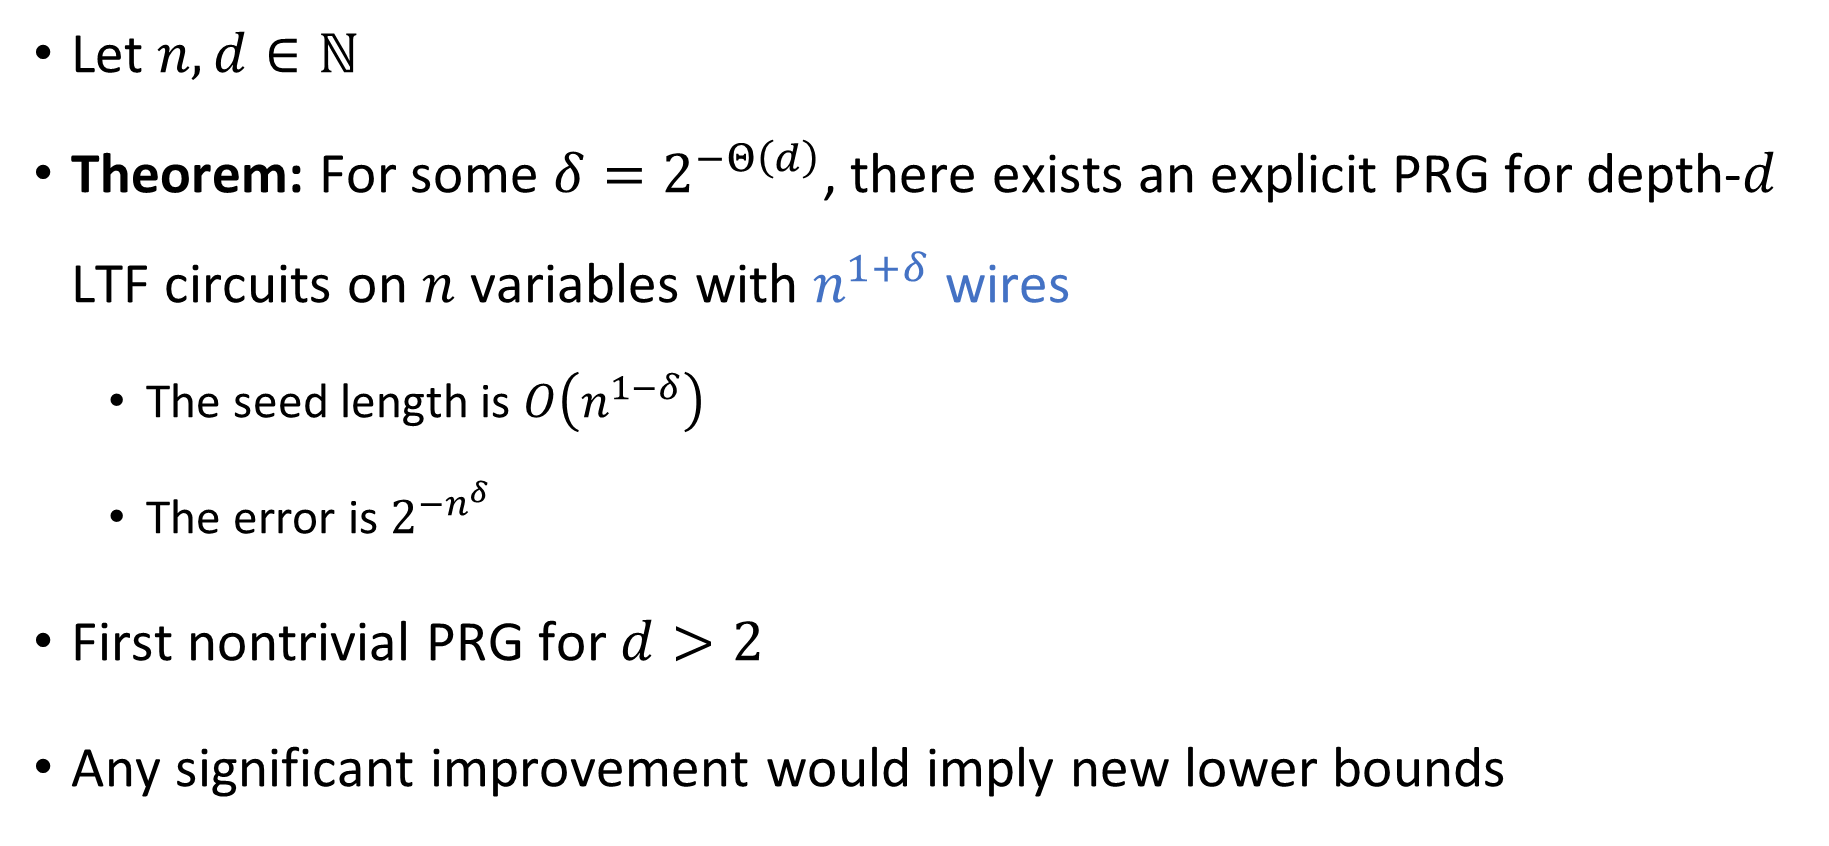 • Let 𝑛, 𝑑 ∈ ℕ
• Theorem: For some 𝛿 = 2^{−Θ(𝑑)}, there exists an explicit PRG for depth-𝑑
LTF circuits on 𝑛 variables with 𝑛^{1+𝛿} wires
• The seed length is 𝑂(𝑛^{1−𝛿})
• The error is 2^{−𝑛^𝛿}
• First nontrivial PRG for 𝑑 > 2
• Any significant improvement would imply new lower bounds